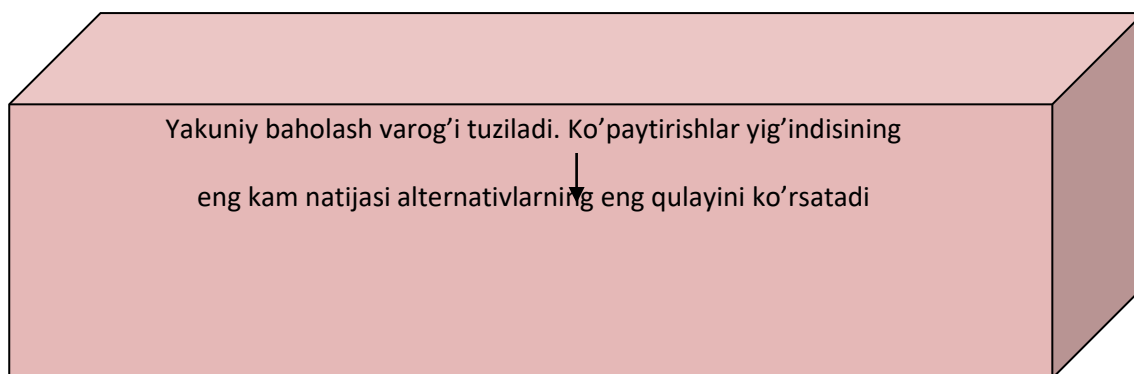 Yakuniy baholash varog’i tuziladi. Ko’paytirishlar yig’indisining
eng kam natijasi alternativlarning eng qulayini ko’rsatadi